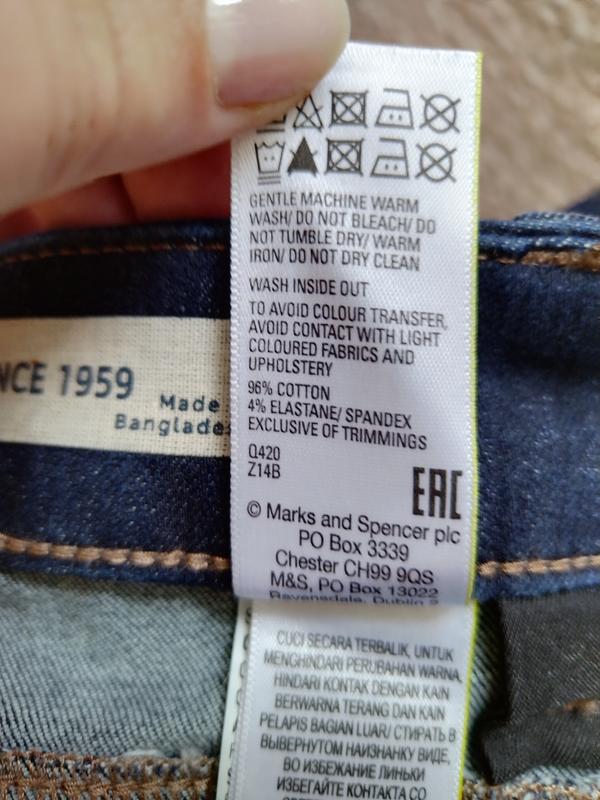 GENTLE MACHINE WARM
WASH/ DO NOT BLEACH/ DO
NOT TUMBLE DRY/ WARM
IRON/ DO NOT DRY CLEAN
WASH INSIDE OUT
TO AVOID COLOUR TRANSFER,
AVOID CONTACT WITH LIGHT
COLOURED FABRICS AND
UPHOLSTERY
96% COTTON
4% ELASTANE/ SPANDEX
EXCLUSIVE OF TRIMMINGS
Q420
Z14B
EAC
© Marks and Spencer plc
PO Box 3339
Chester CH99 9QS
M&S, PO Box 13022
Ravensdale, Dublin 3
NCE 1959
Made
Banglade
CUCI SECARA TERBALIK, UNTUK
MENGHINDARI PERUBAHAN WARNA,
HINDARI KONTAK DENGAN KAIN
BERWARNA TERANG DAN KAIN
PELAPIS BAGIAN LUAR/ СТИРАТЬ В
ВЫВЕРНУТОМ НАИЗНАНКУ ВИДЕ,
ВО ИЗБЕЖАНИЕ ЛИНЬКИ
ИЗБЕГАЙТЕ КОНТАКТА СО